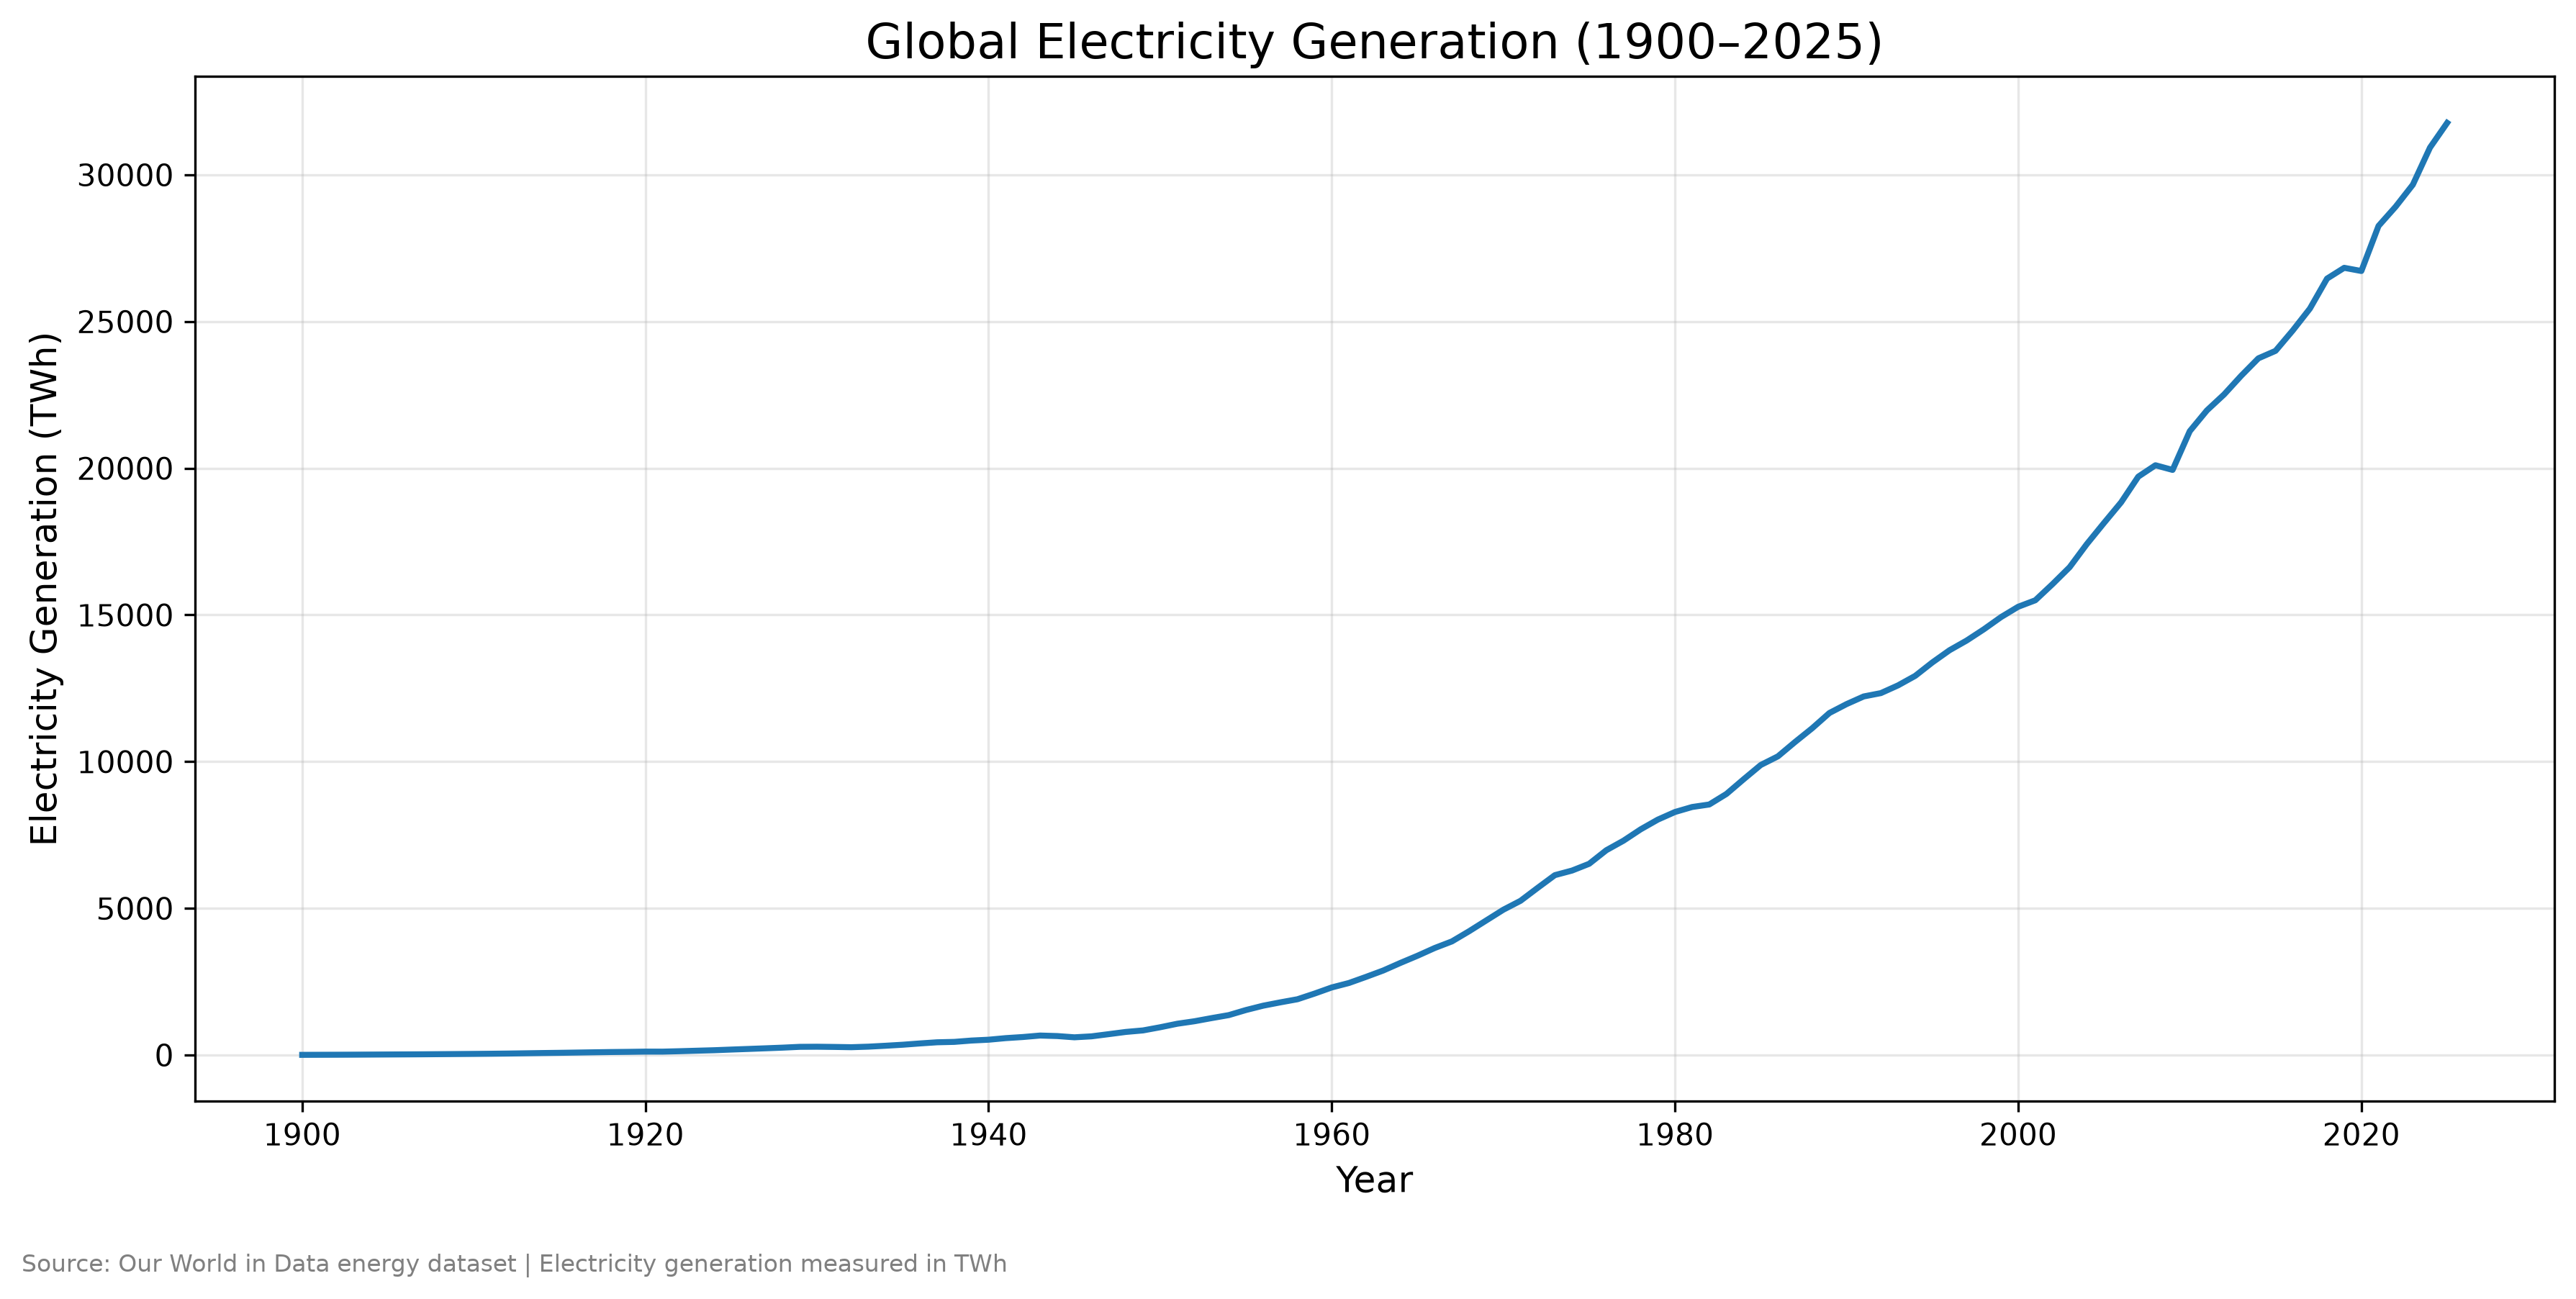 Global Electricity Generation (1900–2025)
Electricity Generation (TWh)
30000
25000
20000
15000
10000
5000
0
1900 1920 1940 1960 1980 2000 2020
Year
Source: Our World in Data energy dataset | Electricity generation measured in TWh